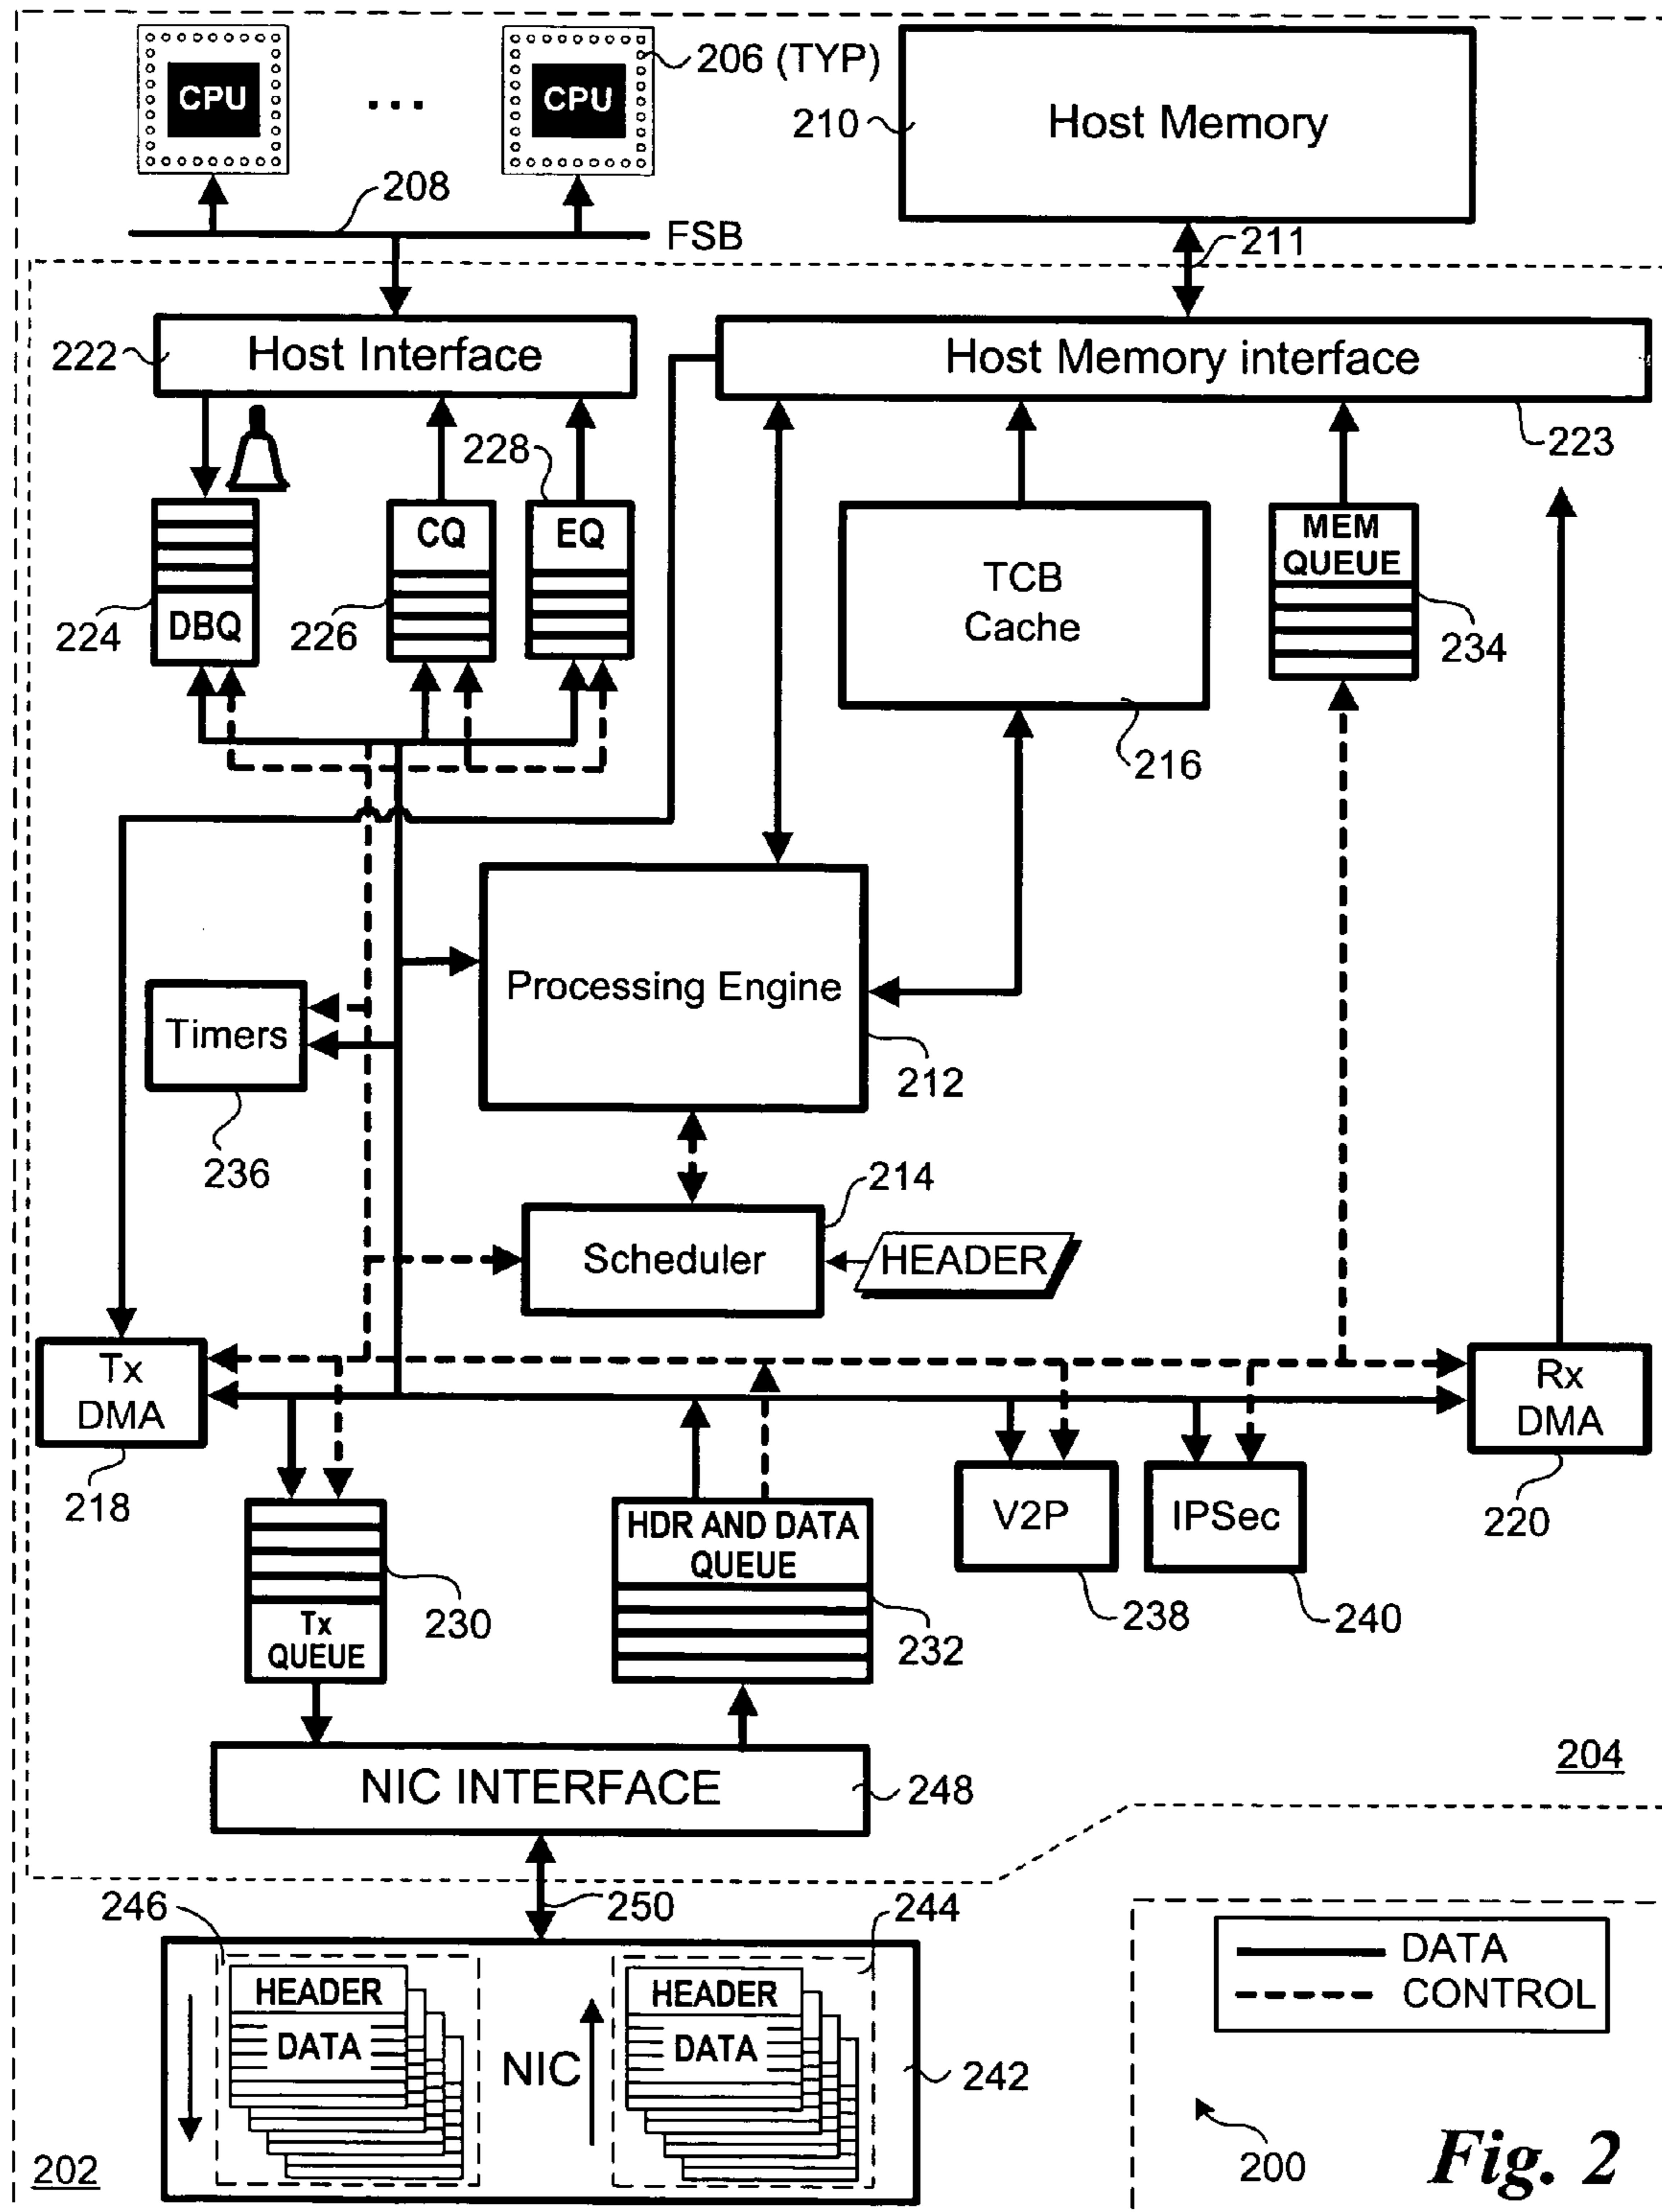 CPU
...
CPU
206 (TYP)
210
Host Memory
208
FSB
211
222
Host Interface
Host Memory interface
223
228
CQ
EQ
MEM
QUEUE
TCB
Cache
224
DBQ
226
234
216
Processing Engine
Timers
212
236
214
Scheduler
HEADER
Tx
DMA
Rx
DMA
218
220
HDR AND DATA
QUEUE
V2P
IPSec
230
Tx
QUEUE
232
238
240
204
NIC INTERFACE
248
246
250
244
DATA
CONTROL
HEADER
DATA
NIC
HEADER
DATA
242
202
200
Fig. 2